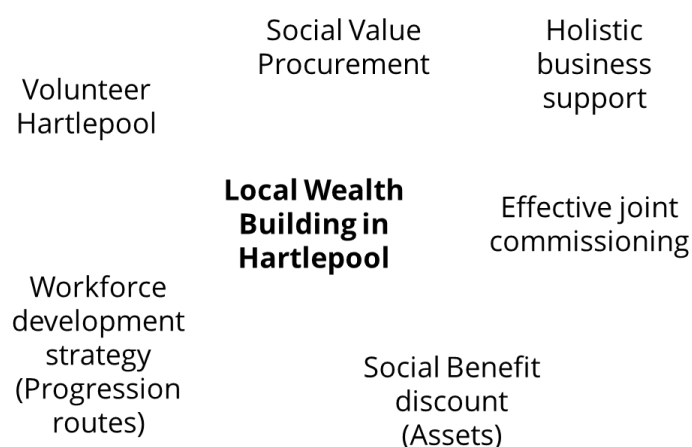 Social Value
Procurement
Holistic
business
support
Volunteer
Hartlepool
Local Wealth
Building in
Hartlepool
Effective joint
commissioning
Workforce
development
strategy
(Progression
routes)
Social Benefit
discount
(Assets)